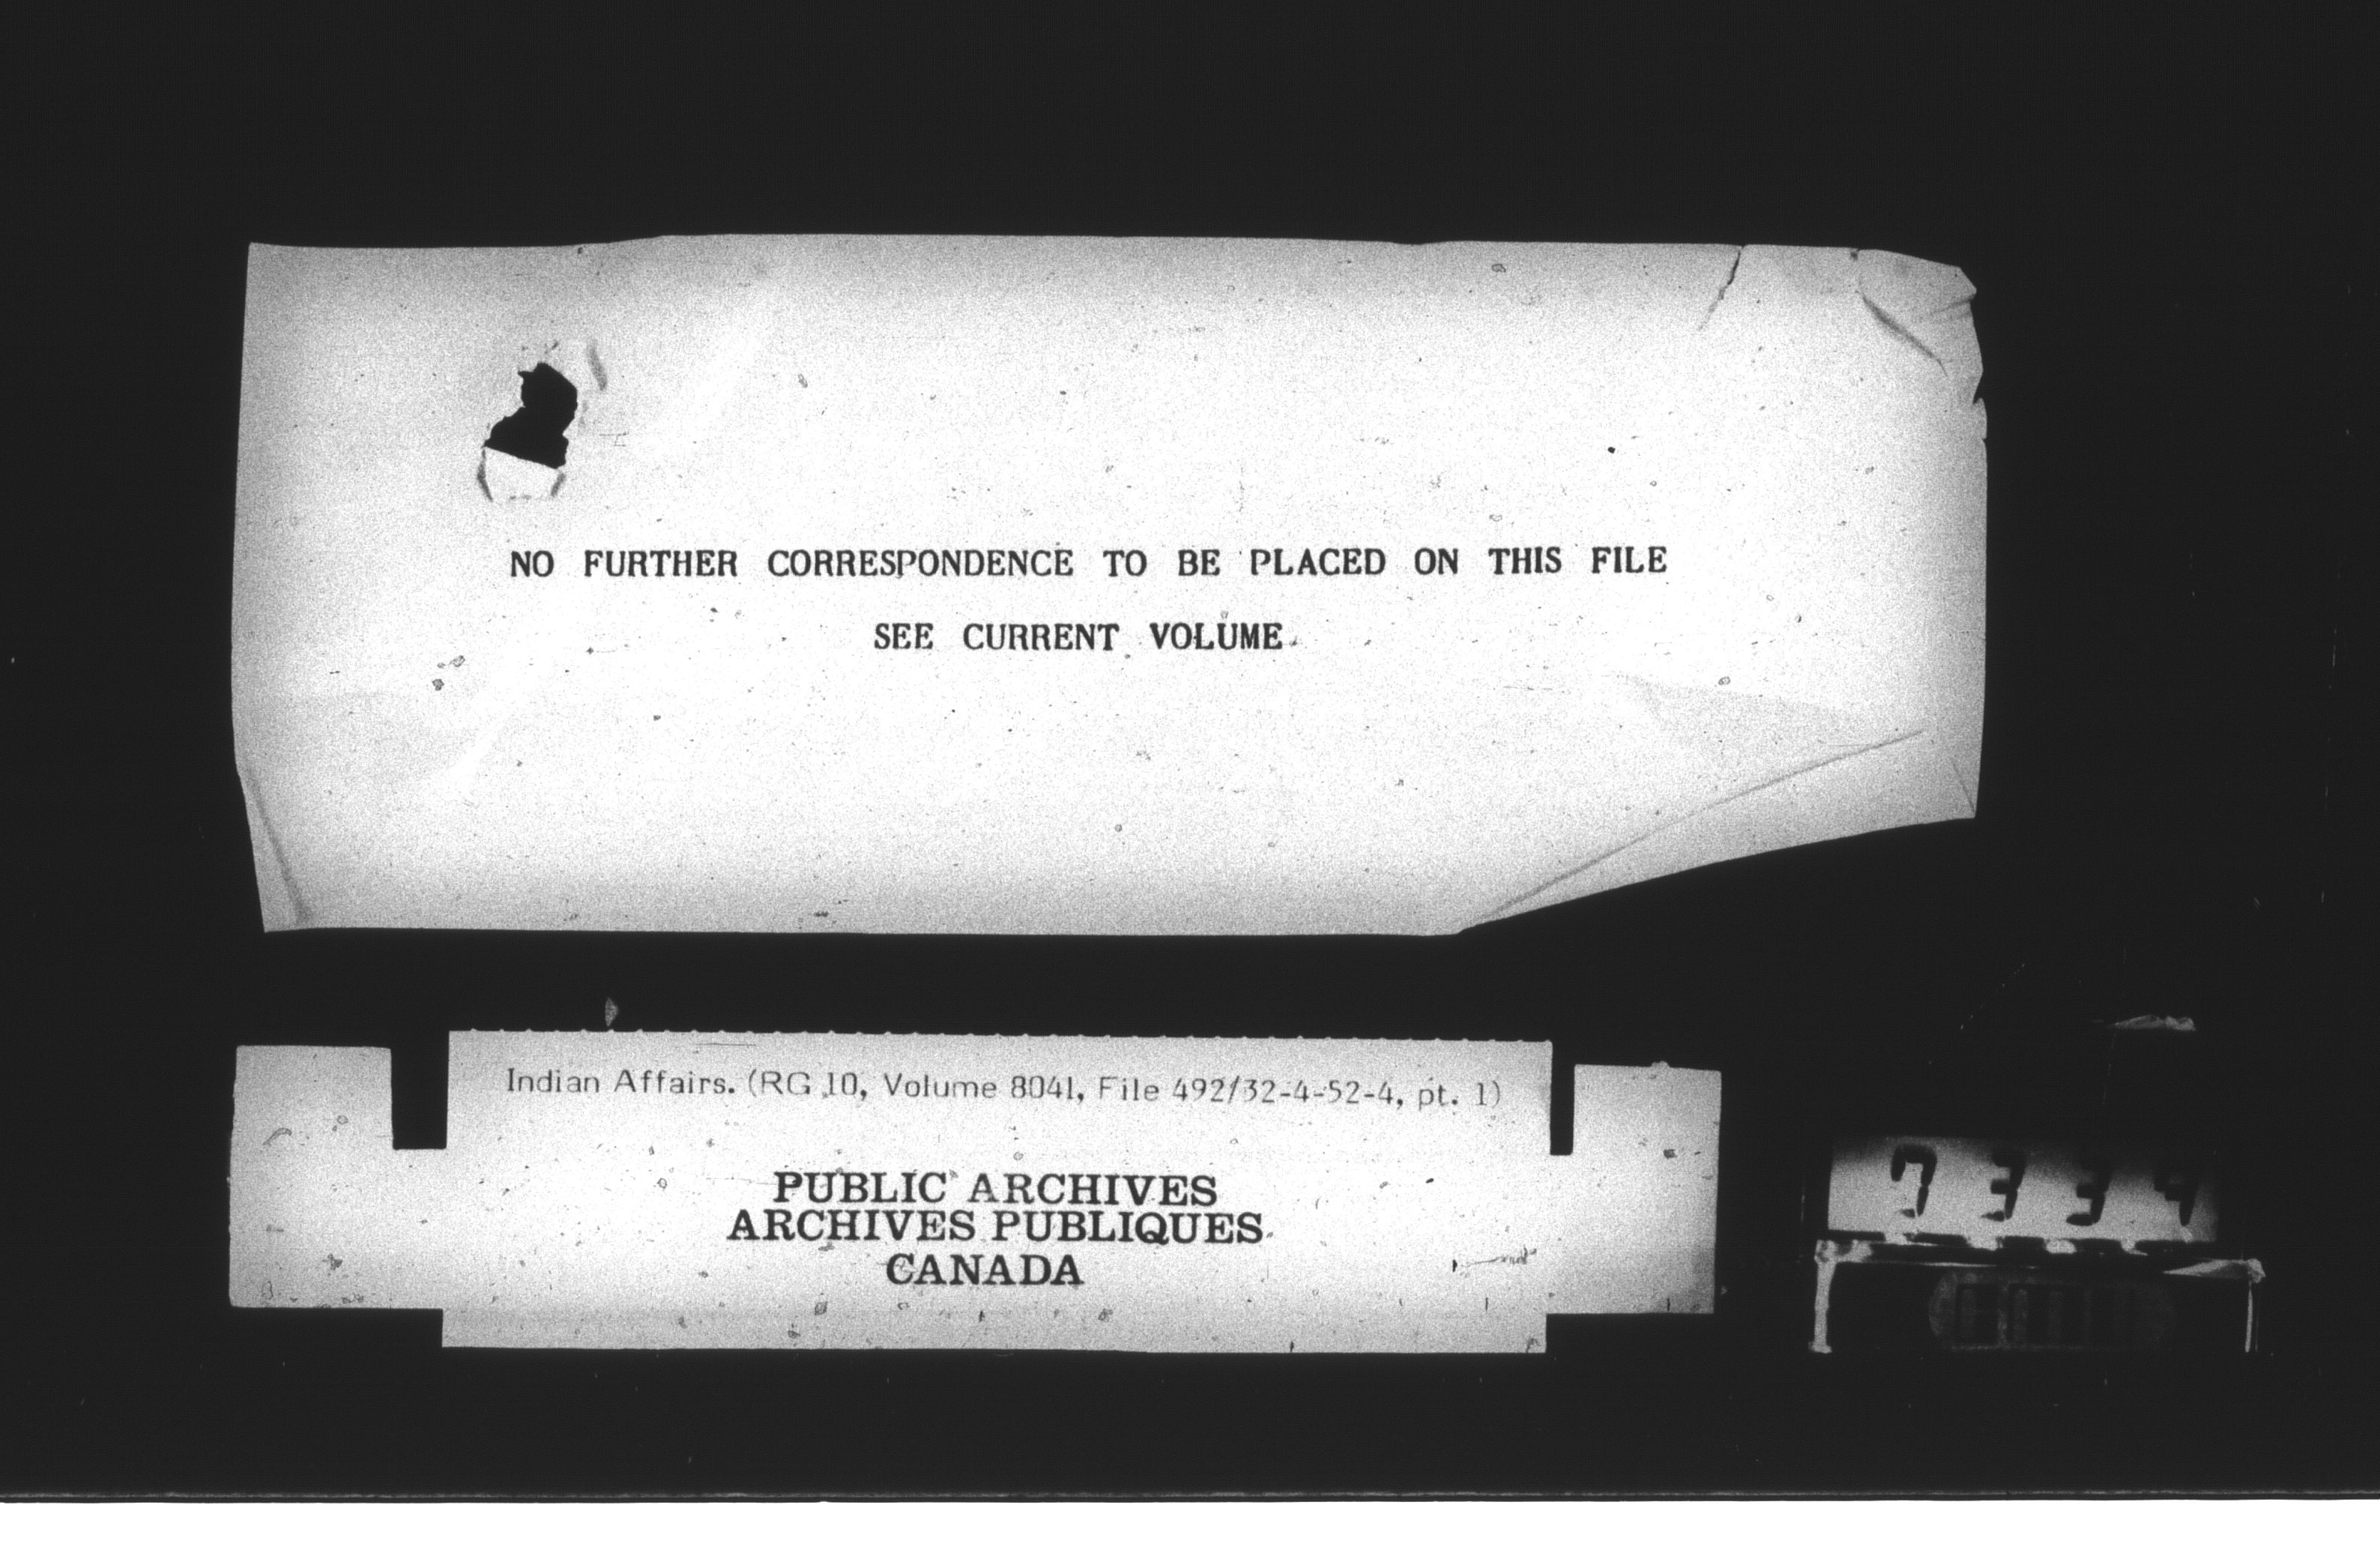 NO FURTHER CORRESPONDENCE TO BE PLACED ON THIS FILE
SEE CURRENT VOLUME.
Indian Affairs. (RG 10, Volume 8041, File 492/32-4-52-4, pt. 1)
PUBLIC ARCHIVES
ARCHIVES PUBLIQUES
CANADA